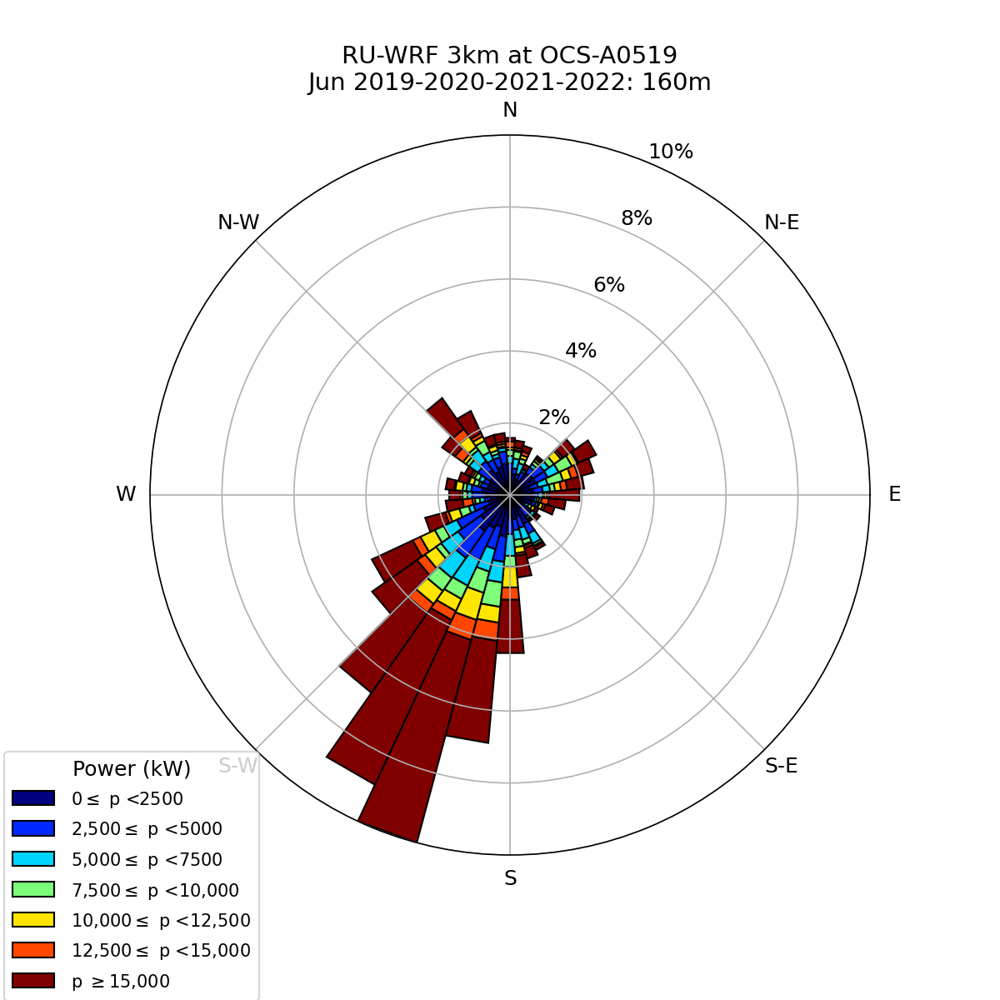 RU-WRF 3km at OCS-A0519
Jun 2019-2020-2021-2022: 160m
N
10%
N-W
8%
N-E
6%
4%
2%
W
E
S-W
S-E
S
Power (kW)
0≤ p <2500
2,500≤ p <5000
5,000≤ p <7500
7,500≤ p <10,000
10,000≤ p <12,500
12,500≤ p <15,000
p ≥15,000